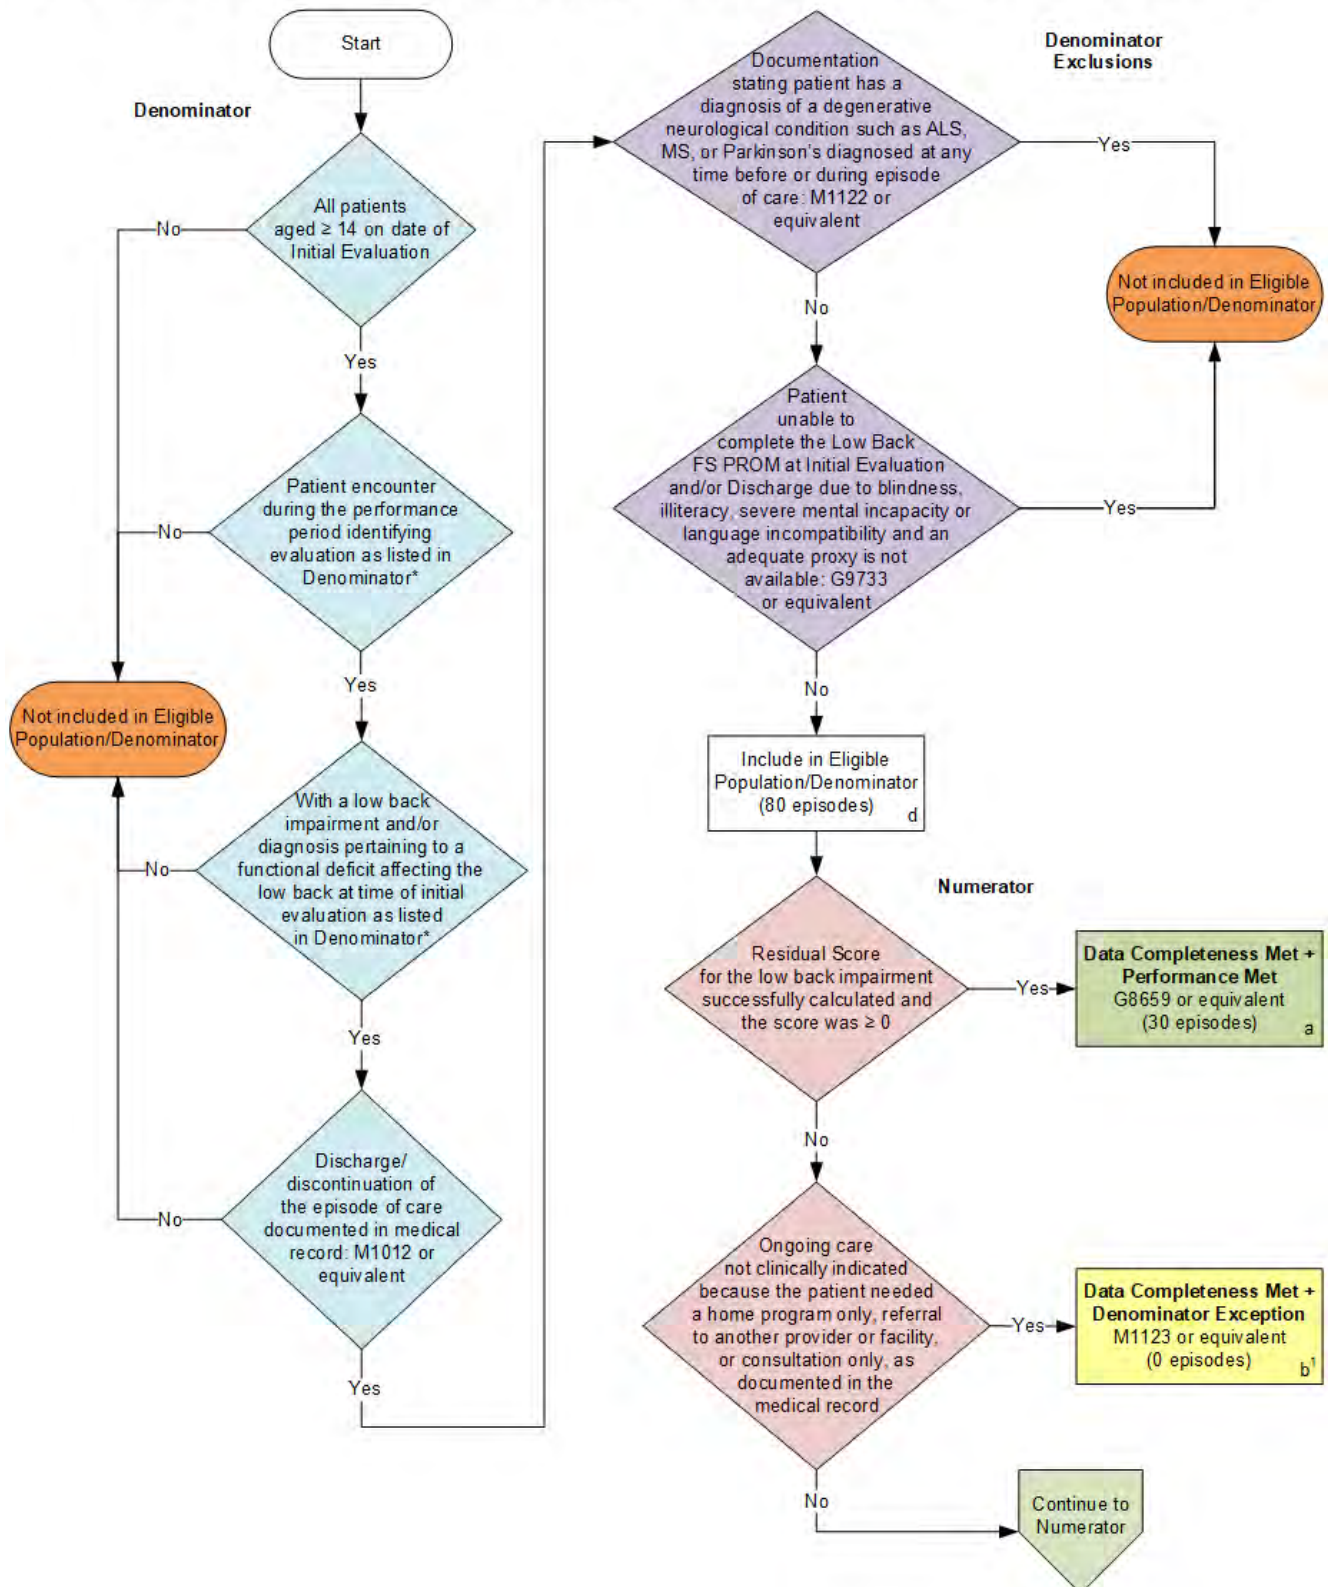 Start
Denominator
All patients
aged ≥ 14 on date of
Initial Evaluation
No
Yes
Patient encounter
during the performance
period identifying
evaluation as listed in
Denominator*
No
Yes
Not included in Eligible
Population/Denominator
With a low back
impairment and/or
diagnosis pertaining to a
functional deficit affecting the
low back at time of initial
evaluation as listed
in Denominator*
No
Yes
Discharge/
discontinuation of
the episode of care
documented in medical
record: M1012 or
equivalent
No
Yes
Denominator
Exclusions
Documentation
stating patient has a
diagnosis of a degenerative
neurological condition such as ALS,
MS, or Parkinson's diagnosed at any
time before or during episode
of care: M1122 or
equivalent
Yes
No
Not included in Eligible
Population/Denominator
Patient
unable to
complete the Low Back
FS PROM at Initial Evaluation
and/or Discharge due to blindness,
illiteracy, severe mental incapacity or
language incompatibility and an
adequate proxy is not
available: G9733
or equivalent
Yes
No
Include in Eligible
Population/Denominator
(80 episodes)
d
Numerator
Residual Score
for the low back impairment
successfully calculated and
the score was ≥ 0
Yes
Data Completeness Met +
Performance Met
G8659 or equivalent
(30 episodes)
a
No
Ongoing care
not clinically indicated
because the patient needed
a home program only, referral
to another provider or facility,
or consultation only, as
documented in the
medical record
Yes
Data Completeness Met +
Denominator Exception
M1123 or equivalent
(0 episodes)
b¹
No
Continue to
Numerator